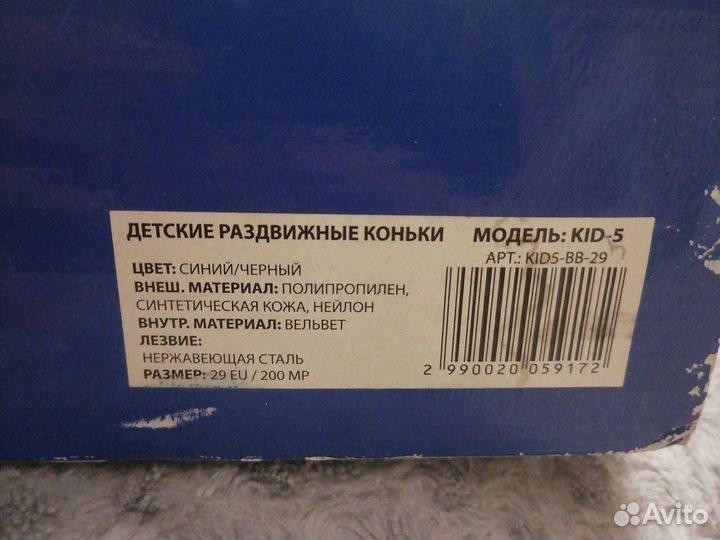 ДЕТСКИЕ РАЗДВИЖНЫЕ КОНЬКИ МОДЕЛЬ: KID-5
АРТ.: KID5-BB-29
ЦВЕТ: СИНИЙ/ЧЕРНЫЙ
ВНЕШ. МАТЕРИАЛ: ПОЛИПРОПИЛЕН,
СИНТЕТИЧЕСКАЯ КОЖА, НЕЙЛОН
ВНУТР. МАТЕРИАЛ: ВЕЛЬВЕТ
ЛЕЗВИЕ:
НЕРЖАВЕЮЩАЯ СТАЛЬ
РАЗМЕР: 29 EU / 200 МР
2 990020 059172
Avito